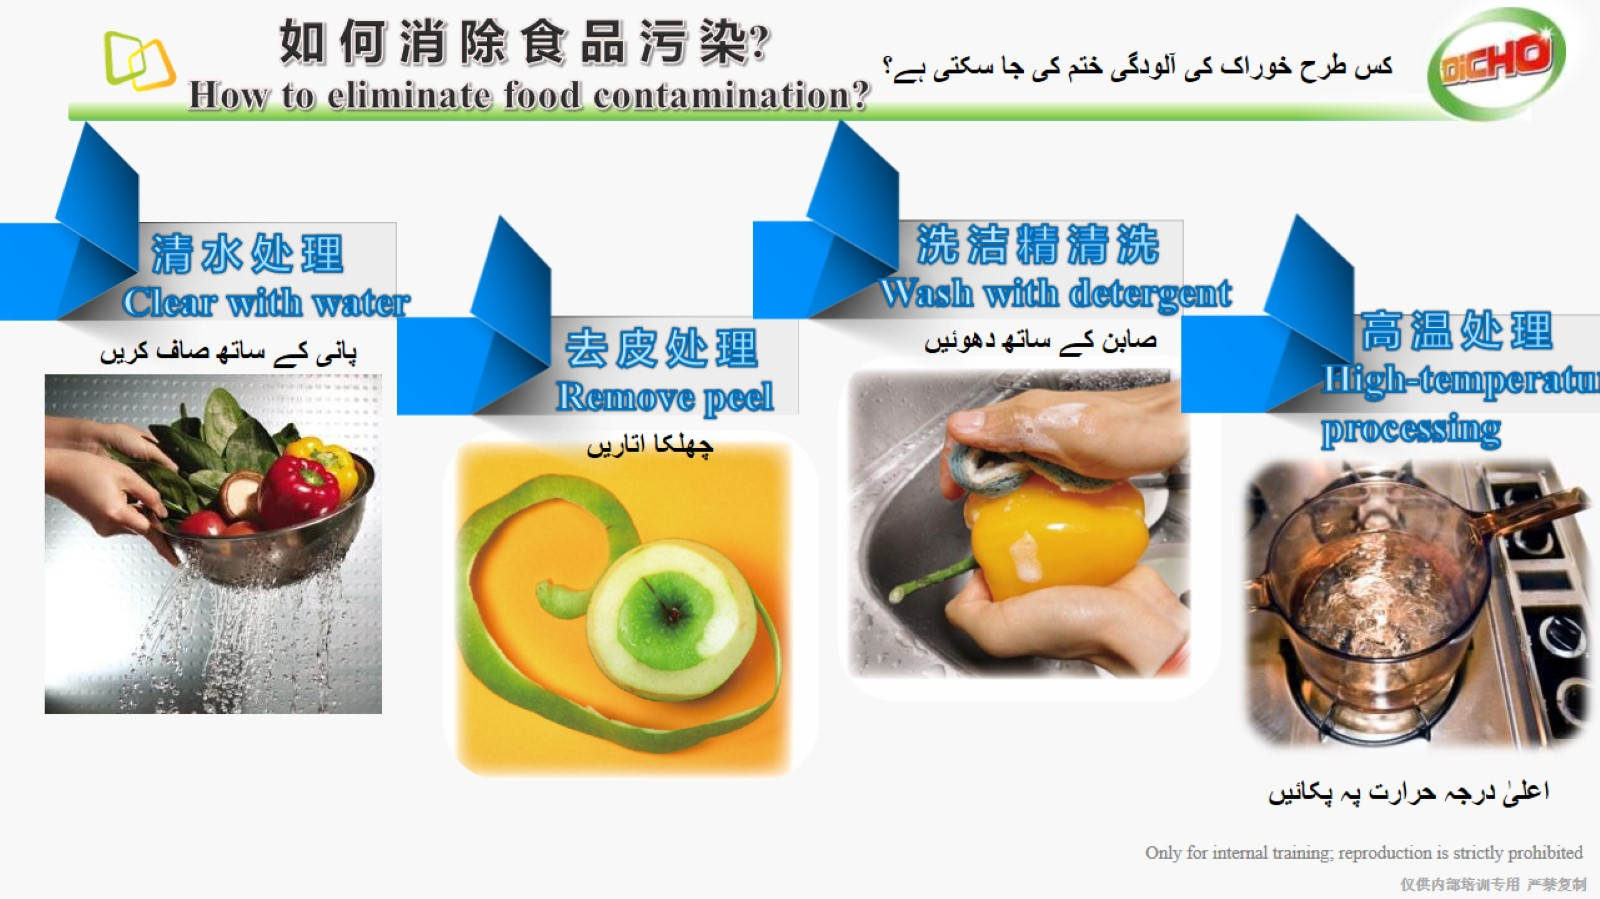 如何消除食品污染?
How to eliminate food contamination?
کس طرح خوراک کی آلودگی ختم کی جا سکتی ہے؟
DiCHO
清水处理
Clear with water
پانی کے ساتھ صاف کریں
去皮处理
Remove peel
چھلکا اتاریں
洗洁精清洗
Wash with detergent
صابن کے ساتھ دھوئیں
高温处理
High-temperatur
processing
اعلیٰ درجہ حرارت پہ پکائیں
Only for internal training; reproduction is strictly prohibited
仅供内部培训专用 严禁复制